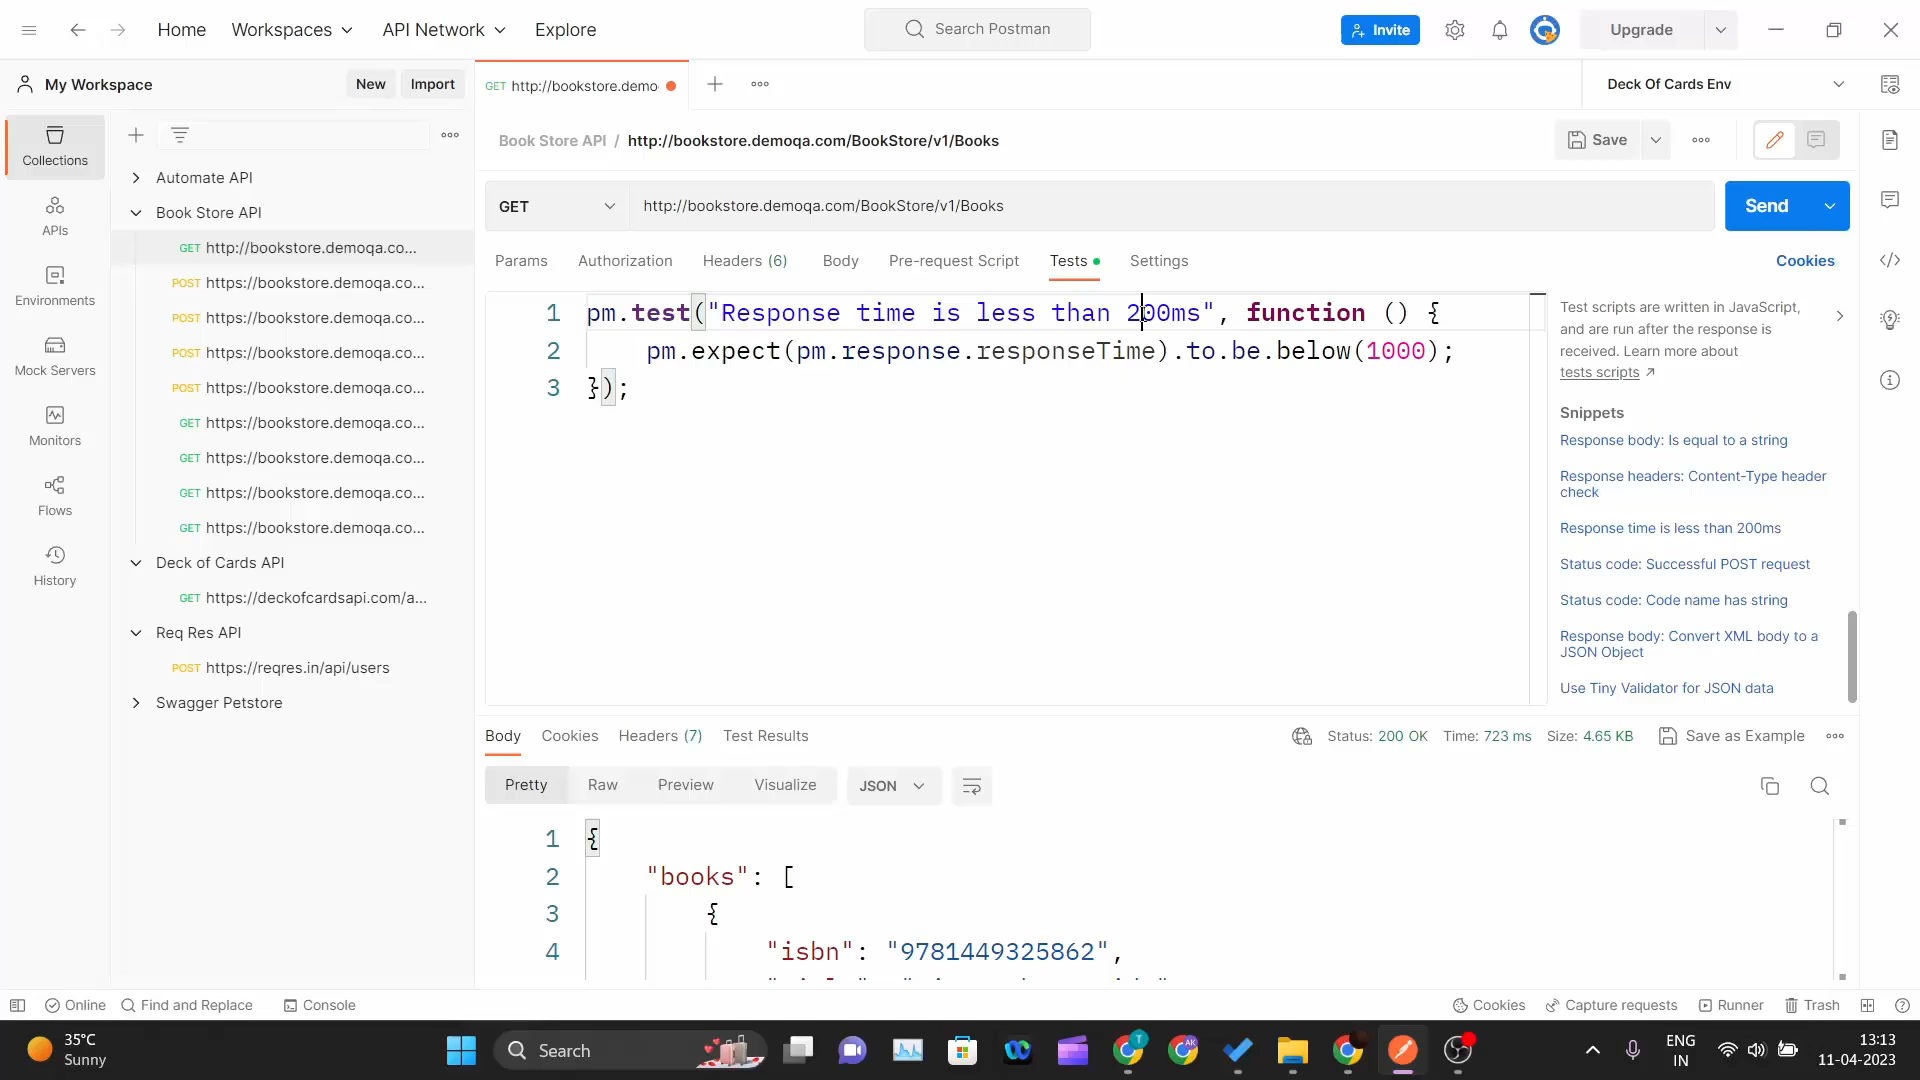 Home
Workspaces
API Network
Explore
Search Postman
Invite
Upgrade
My Workspace
New
Import
GET http://bookstore.demo
Deck Of Cards Env
Collections
APIs
Environments
Mock Servers
Monitors
Flows
History
Automate API
Book Store API
GET http://bookstore.demoqa.co...
POST https://bookstore.demoqa.co...
POST https://bookstore.demoqa.co...
POST https://bookstore.demoqa.co...
POST https://bookstore.demoqa.co...
GET https://bookstore.demoqa.co...
GET https://bookstore.demoqa.co...
GET https://bookstore.demoqa.co...
GET https://bookstore.demoqa.co...
Deck of Cards API
GET https://deckofcardsapi.com/a...
Req Res API
POST https://reqres.in/api/users
Swagger Petstore
Book Store API / http://bookstore.demoqa.com/BookStore/v1/Books
Save
GET
http://bookstore.demoqa.com/BookStore/v1/Books
Send
Params
Authorization
Headers (6)
Body
Pre-request Script
Tests
Settings
Cookies
1 pm.test("Response time is less than 200ms", function () {
2 pm.expect(pm.response.responseTime).to.be.below(1000);
3 });
Test scripts are written in JavaScript,
and are run after the response is
received. Learn more about
tests scripts
Snippets
Response body: Is equal to a string
Response headers: Content-Type header
check
Response time is less than 200ms
Status code: Successful POST request
Status code: Code name has string
Response body: Convert XML body to a
JSON Object
Use Tiny Validator for JSON data
Body
Cookies
Headers (7)
Test Results
Status: 200 OK
Time: 723 ms
Size: 4.65 KB
Save as Example
Pretty
Raw
Preview
Visualize
JSON
1 {
2 "books": [
3 {
4 "isbn": "9781449325862",
Online
Find and Replace
Console
Cookies
Capture requests
Runner
Trash
35°C
Sunny
Search
ENG
IN
13:13
11-04-2023